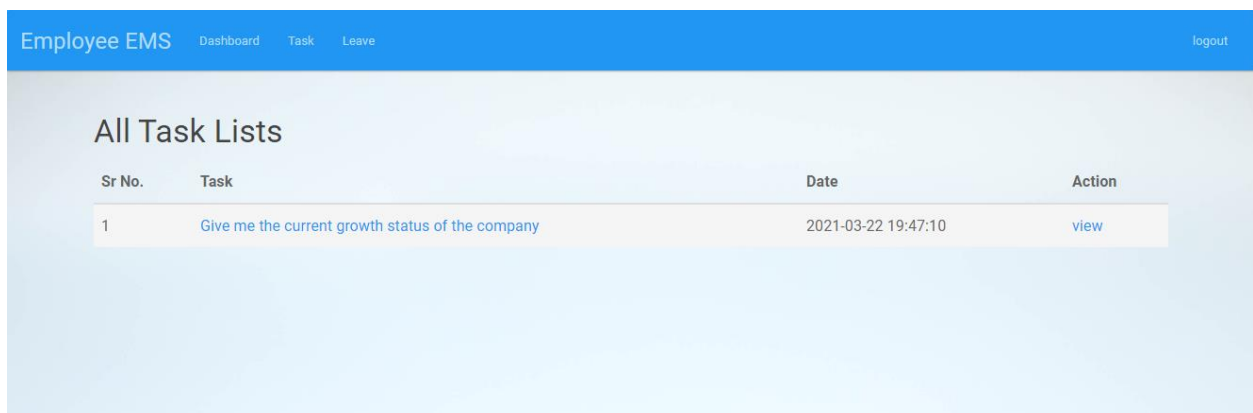 Employee EMS Dashboard Task Leave logout
All Task Lists
Sr No. Task Date Action
1 Give me the current growth status of the company 2021-03-22 19:47:10 view